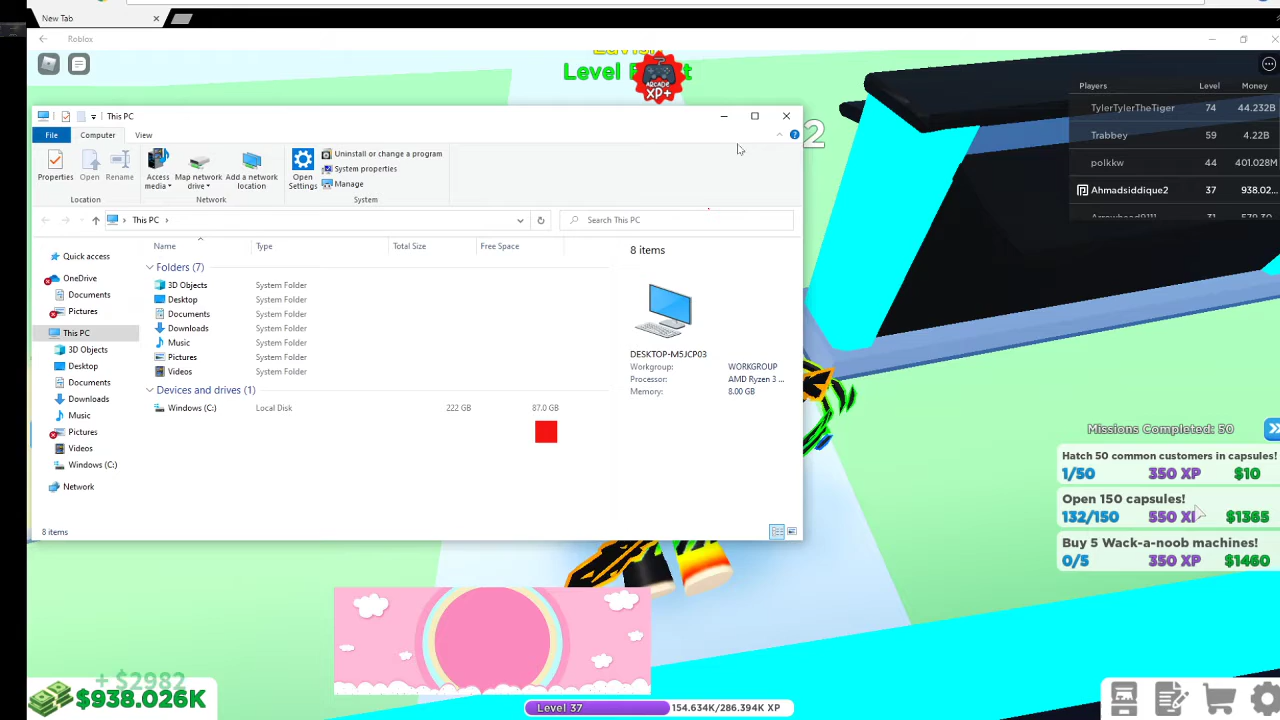 New Tab
Roblox
Level
ARCADE
XP+
Players Level Money
TylerTylerTheTiger 74 44.232B
Trabbey 59 4.22B
polkkw 44 401.028M
Ahmadsiddique2 37 938.02...
This PC
File Computer View
2
Properties Open Rename
Access media Map network drive Add a network location
Open Settings
Uninstall or change a program
System properties
Manage
Location Network System
This PC
Search This PC
Name Type Total Size Free Space
Folders (7)
3D Objects System Folder
Desktop System Folder
Documents System Folder
Downloads System Folder
Music System Folder
Pictures System Folder
Videos System Folder
Devices and drives (1)
Windows (C:) Local Disk 222 GB 87.0 GB
Quick access
OneDrive
Documents
Pictures
This PC
3D Objects
Desktop
Documents
Downloads
Music
Pictures
Videos
Windows (C:)
Network
8 items
8 items
DESKTOP-M5JCP03
Workgroup: WORKGROUP
Processor: AMD Ryzen 3 ...
Memory: 8.00 GB
Missions Completed: 50
Hatch 50 common customers in capsules!
1/50 350 XP $10
Open 150 capsules!
132/150 550 XP $1365
Buy 5 Wack-a-noob machines!
0/5 350 XP $1460
+ $2982
$938.026K
Level 37 154.634K/286.394K XP